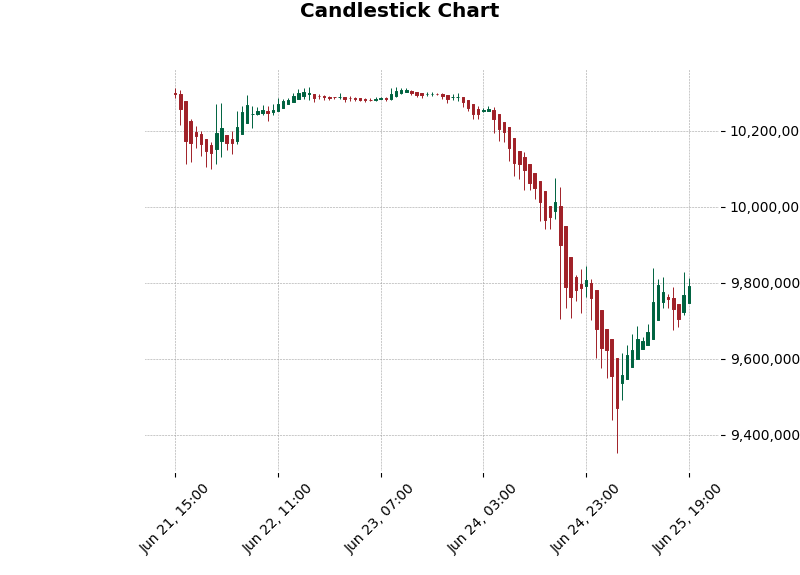 Candlestick Chart
10,200,00
10,000,00
9,800,000
9,600,000
9,400,000
Jun 21, 15:00
Jun 22, 11:00
Jun 23, 07:00
Jun 24, 03:00
Jun 24, 23:00
Jun 25, 19:00